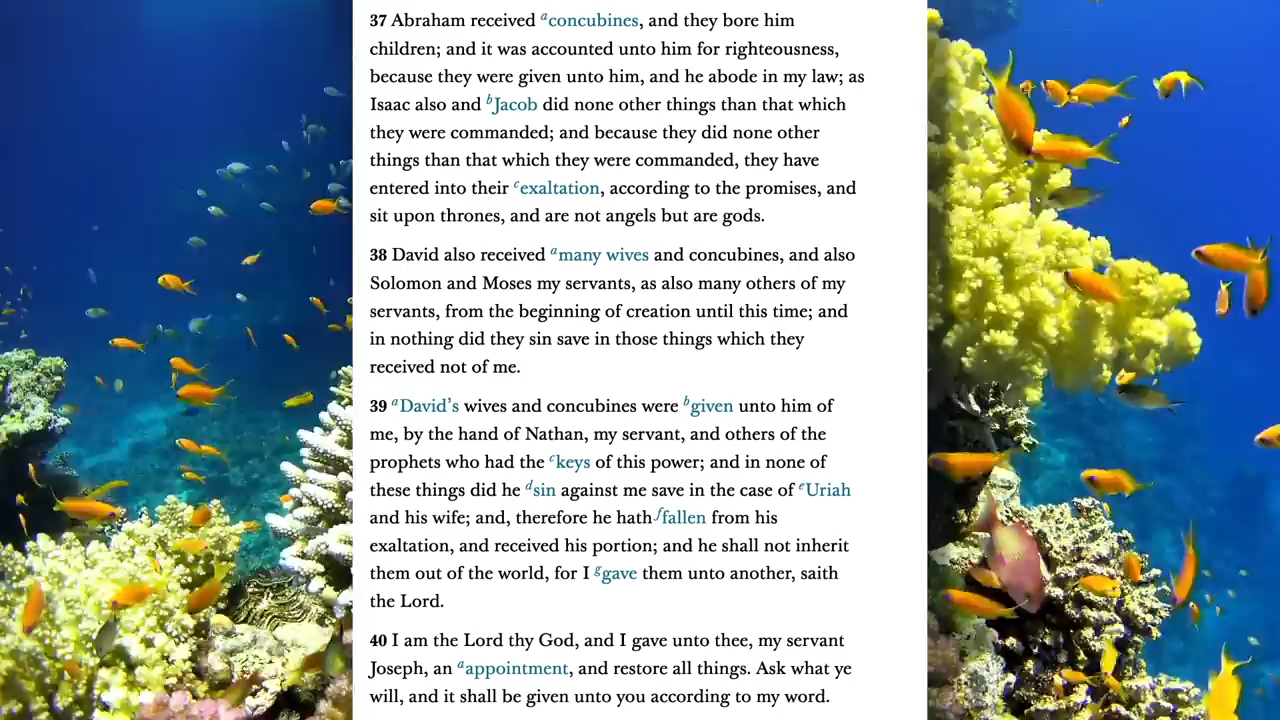 37 Abraham received ᵃconcubines, and they bore him
children; and it was accounted unto him for righteousness,
because they were given unto him, and he abode in my law; as
Isaac also and ᵇJacob did none other things than that which
they were commanded; and because they did none other
things than that which they were commanded, they have
entered into their ᶜexaltation, according to the promises, and
sit upon thrones, and are not angels but are gods.
38 David also received ᵃmany wives and concubines, and also
Solomon and Moses my servants, as also many others of my
servants, from the beginning of creation until this time; and
in nothing did they sin save in those things which they
received not of me.
39 ᵃDavid’s wives and concubines were ᵇgiven unto him of
me, by the hand of Nathan, my servant, and others of the
prophets who had the ᶜkeys of this power; and in none of
these things did he ᵈsin against me save in the case of ᵉUriah
and his wife; and, therefore he hath ᶠfallen from his
exaltation, and received his portion; and he shall not inherit
them out of the world, for I ᵍgave them unto another, saith
the Lord.
40 I am the Lord thy God, and I gave unto thee, my servant
Joseph, an ᵃappointment, and restore all things. Ask what ye
will, and it shall be given unto you according to my word.